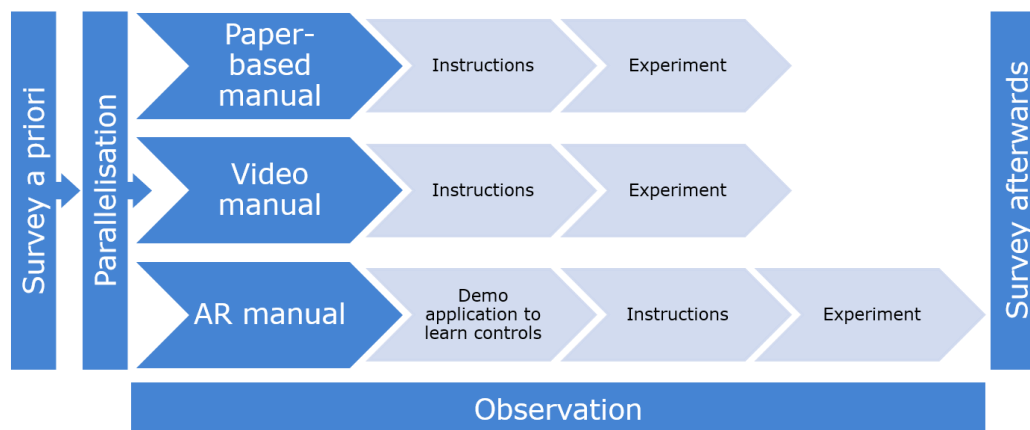 Survey a priori
Parallelisation
Paper-
based
manual
Instructions
Experiment
Video
manual
Instructions
Experiment
AR manual
Demo
application to
learn controls
Instructions
Experiment
Survey afterwards
Observation